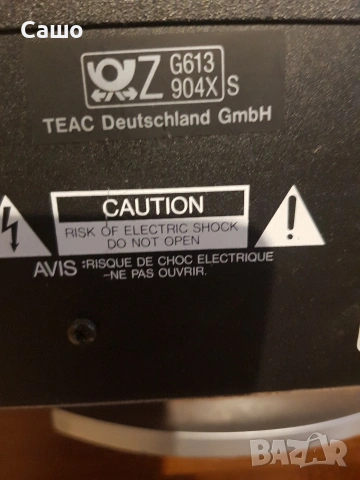 Сашо
Z G613
904X S
TEAC Deutschland GmbH
CAUTION
RISK OF ELECTRIC SHOCK
DO NOT OPEN
AVIS :RISQUE DE CHOC ELECTRIQUE
-NE PAS OUVRIR.
BAZAR